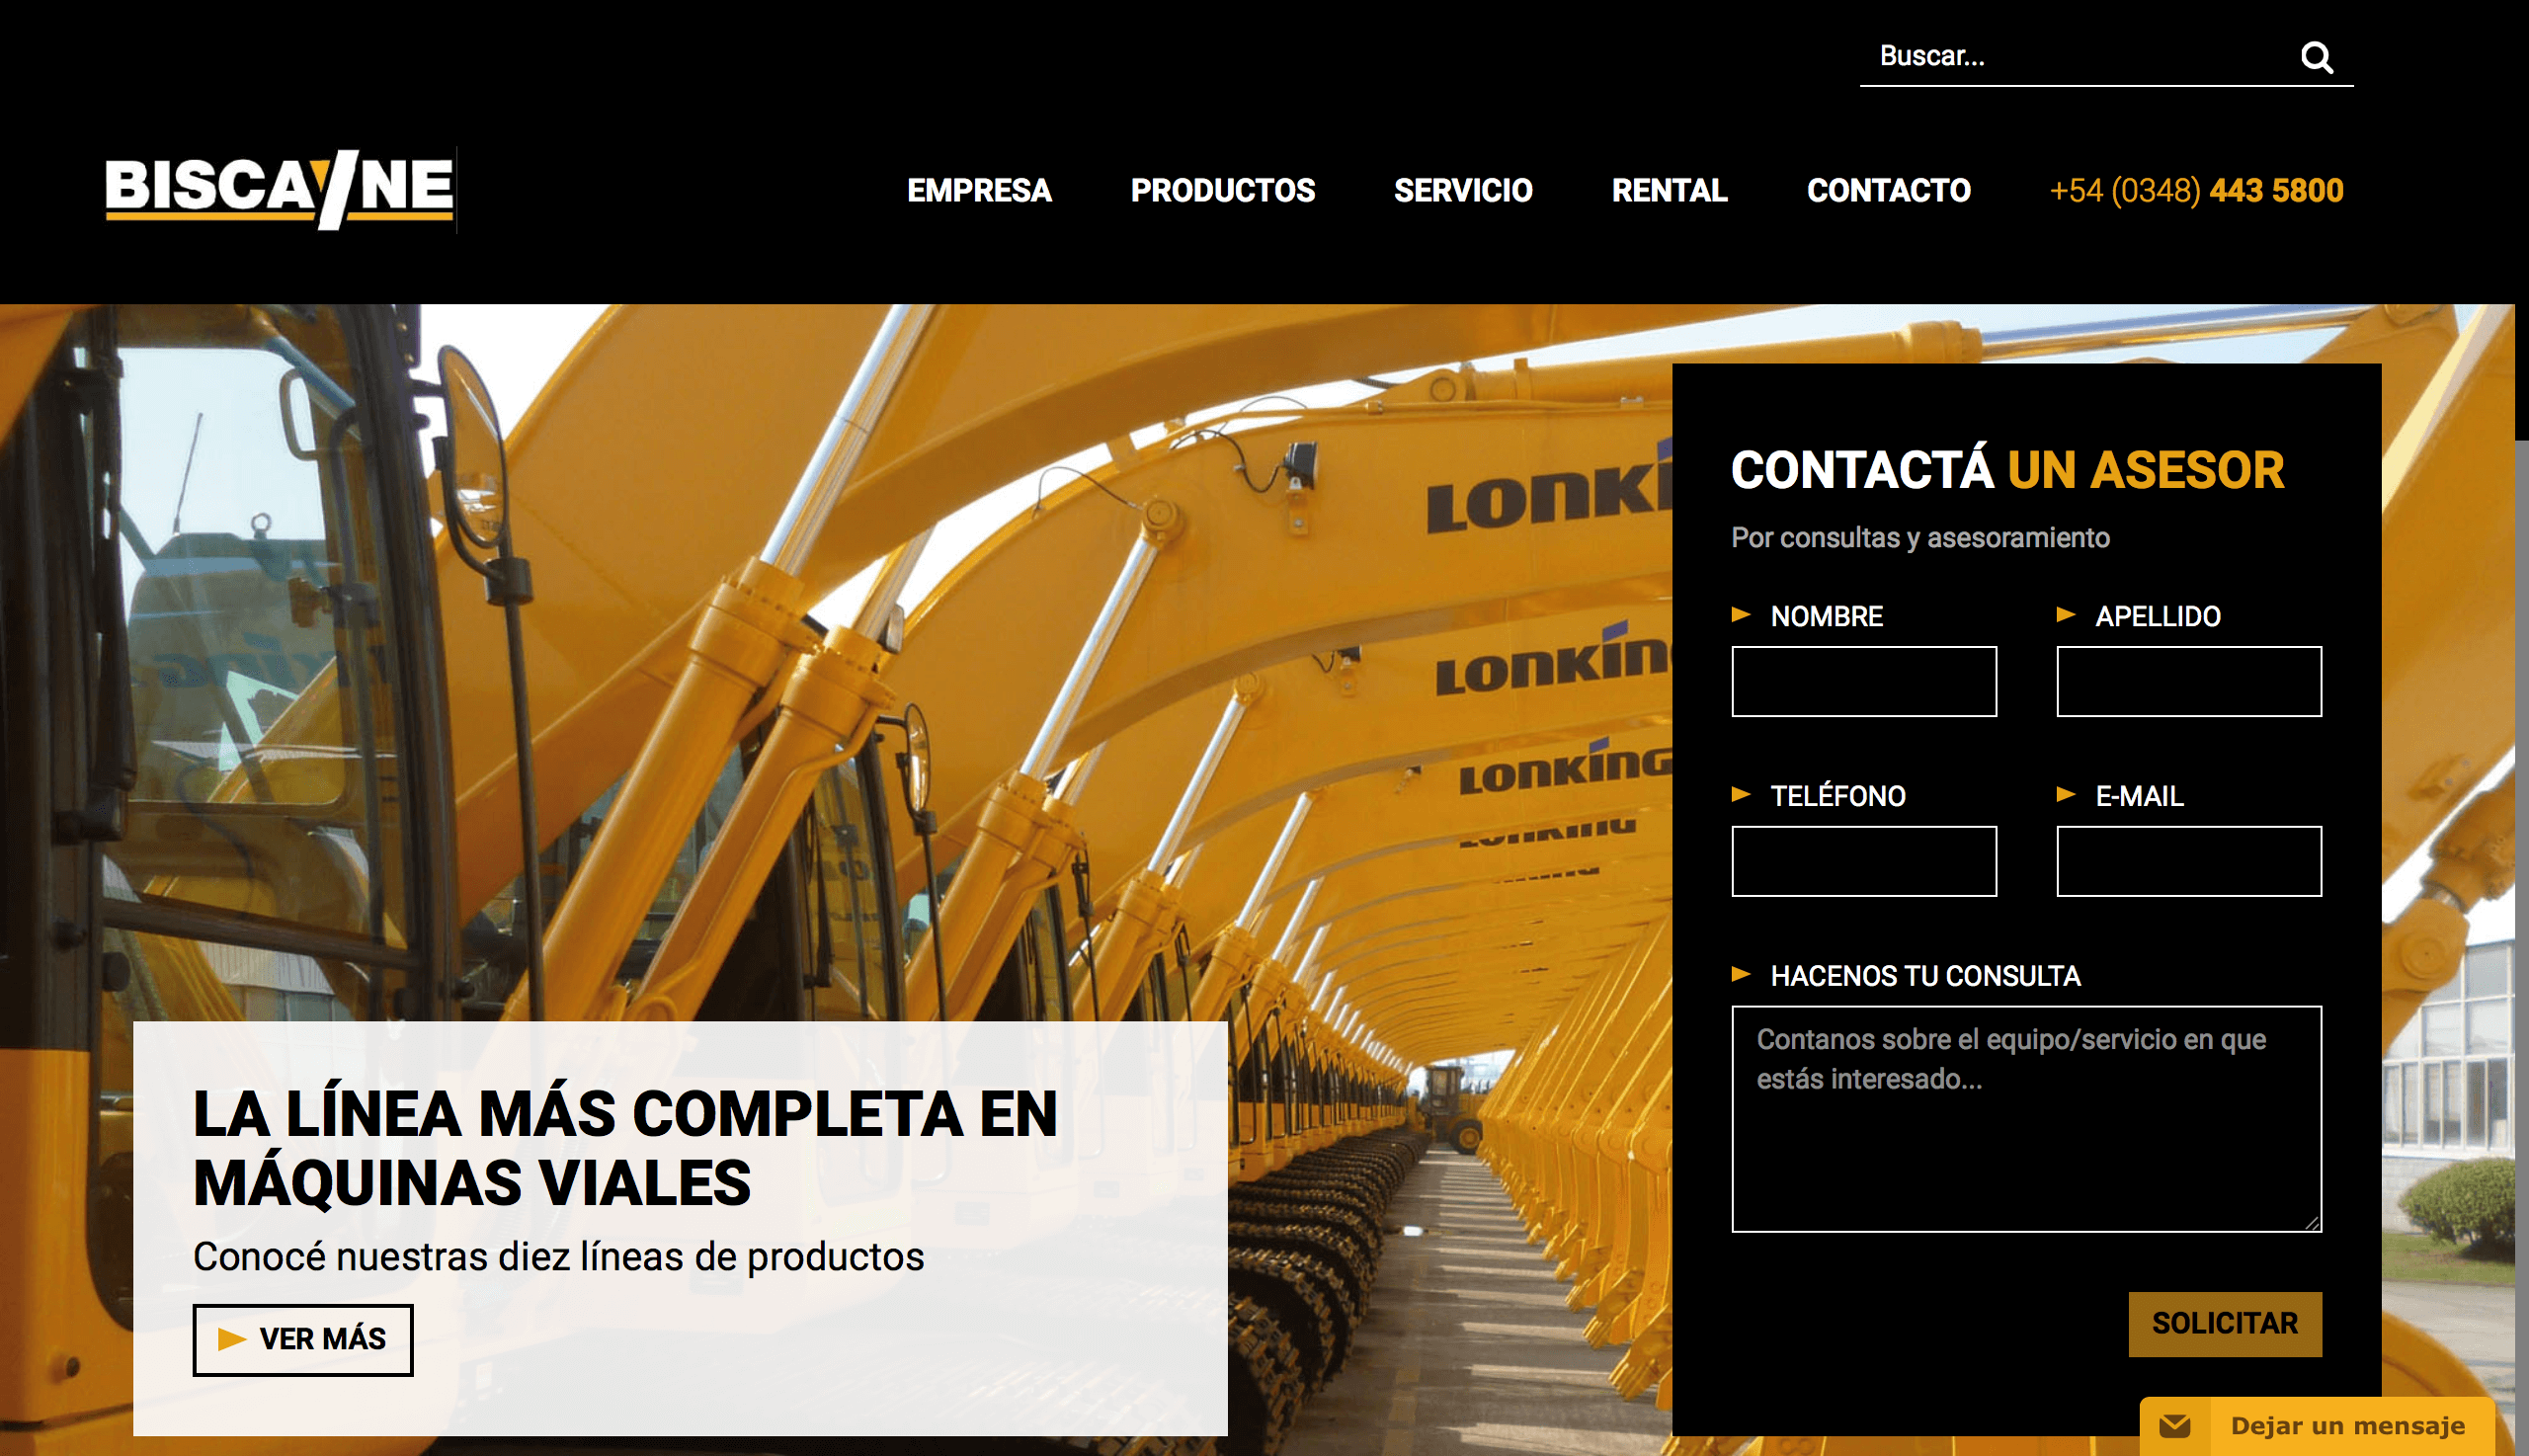 Buscar...
BISCAYNE
EMPRESA PRODUCTOS SERVICIO RENTAL CONTACTO +54 (0348) 443 5800
LONKI
LONKING
LONKING
LONKING
CONTACTÁ UN ASESOR
Por consultas y asesoramiento
NOMBRE APELLIDO
TELÉFONO E-MAIL
HACENOS TU CONSULTA
Contanos sobre el equipo/servicio en que
estás interesado...
SOLICITAR
LA LÍNEA MÁS COMPLETA EN
MÁQUINAS VIALES
Conocé nuestras diez líneas de productos
VER MÁS
Dejar un mensaje